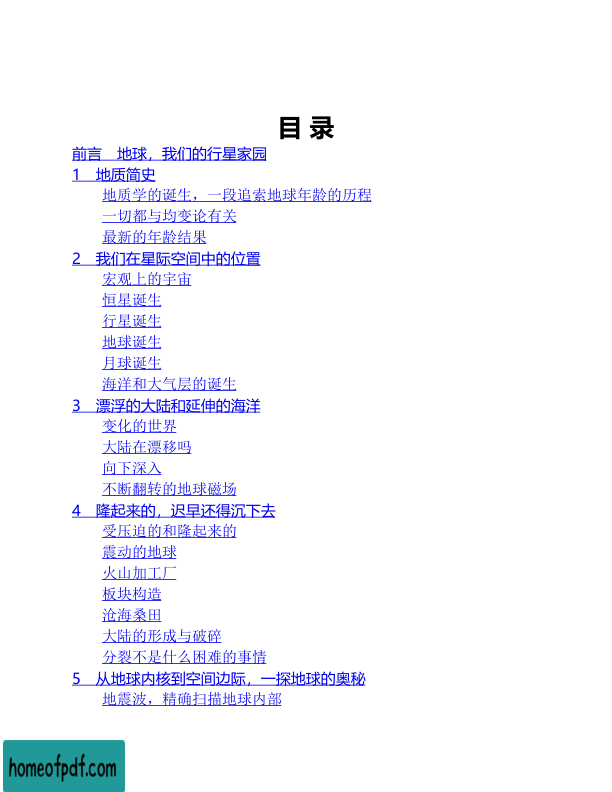 目 录
前言　地球，我们的行星家园
1　地质简史
地质学的诞生，一段追索地球年龄的历程
一切都与均变论有关
最新的年龄结果
2　我们在星际空间中的位置
宏观上的宇宙
恒星诞生
行星诞生
地球诞生
月球诞生
海洋和大气层的诞生
3　漂浮的大陆和延伸的海洋
变化的世界
大陆在漂移吗
向下深入
不断翻转的地球磁场
4　隆起来的，迟早还得沉下去
受压迫的和隆起来的
震动的地球
火山加工厂
板块构造
沧海桑田
大陆的形成与破碎
分裂不是什么困难的事情
5　从地球内核到空间边际，一探地球的奥秘
地震波，精确扫描地球内部
homeofpdf.com